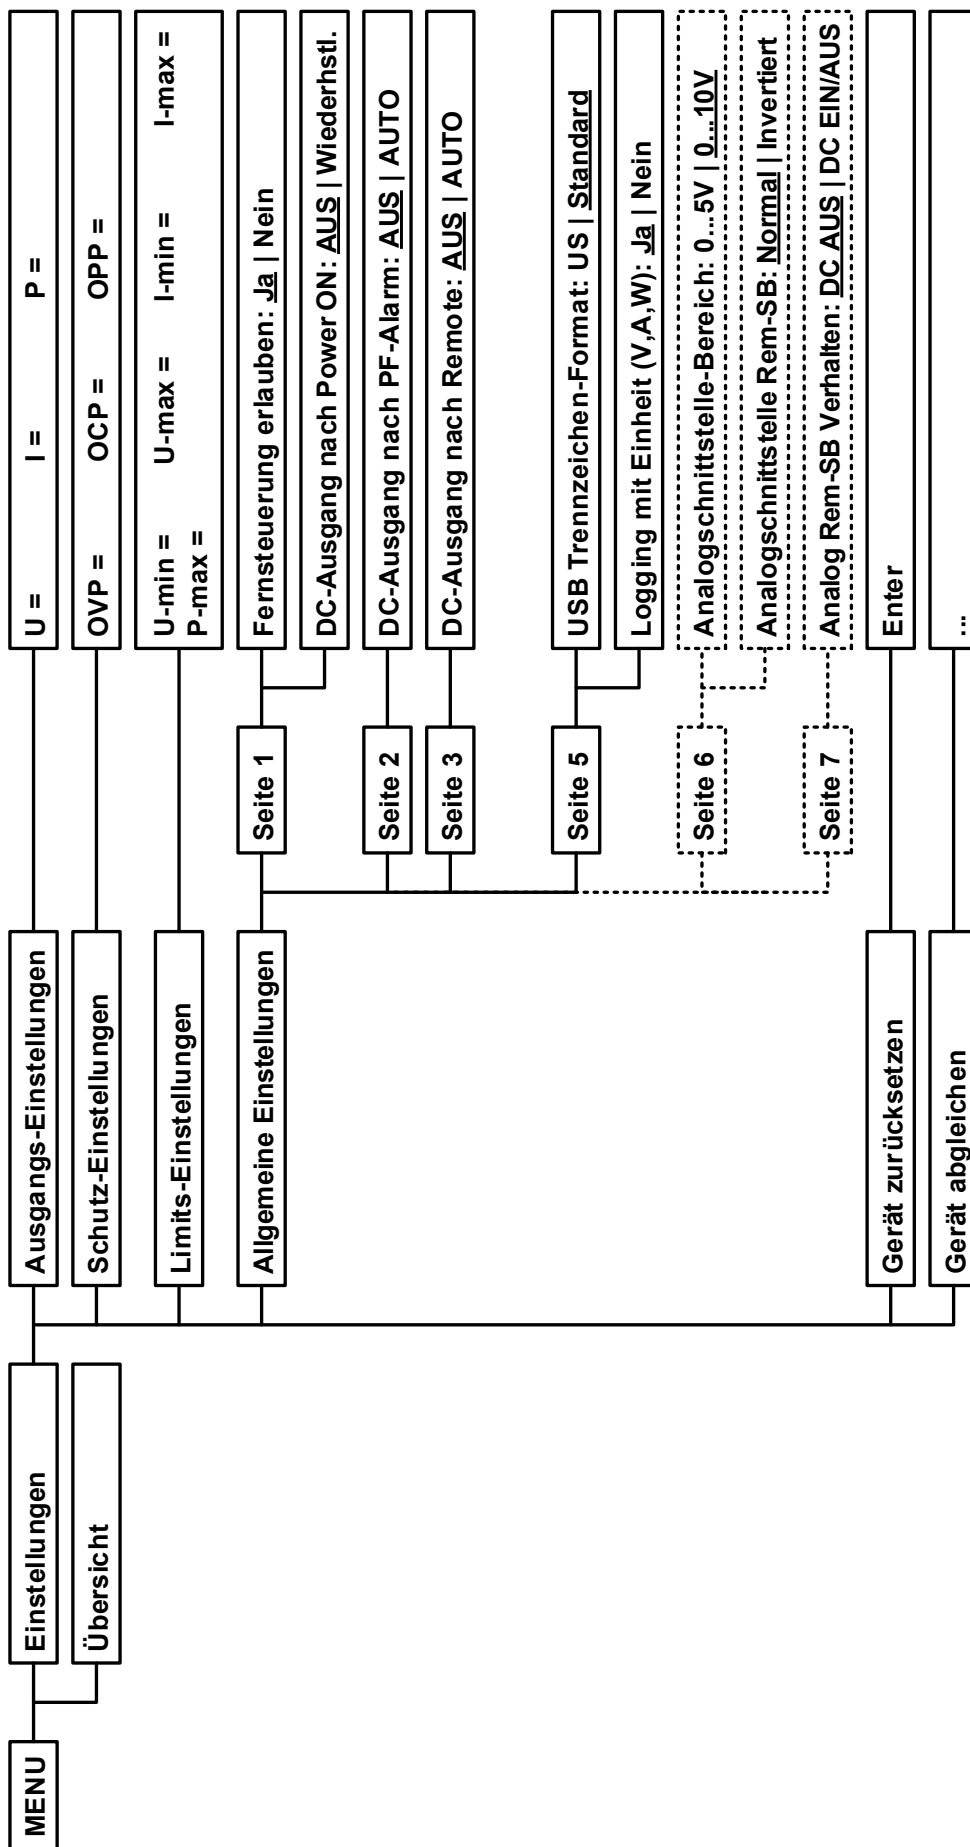 MENU
Einstellungen
Übersicht
Ausgangs-Einstellungen
U = I = P =
Schutz-Einstellungen
OVP = OCP = OPP =
Limits-Einstellungen
U-min = U-max = I-min = I-max =
P-max =
Allgemeine Einstellungen
Seite 1
Fernsteuerung erlauben: Ja | Nein
DC-Ausgang nach Power ON: AUS | Wiederhstl.
Seite 2
DC-Ausgang nach PF-Alarm: AUS | AUTO
Seite 3
DC-Ausgang nach Remote: AUS | AUTO
Seite 5
USB Trennzeichen-Format: US | Standard
Logging mit Einheit (V,A,W): Ja | Nein
Seite 6
Analogschnittstelle-Bereich: 0...5V | 0...10V
Analogschnittstelle Rem-SB: Normal | Invertiert
Seite 7
Analog Rem-SB Verhalten: DC AUS | DC EIN/AUS
Gerät zurücksetzen
Enter
Gerät abgleichen
...